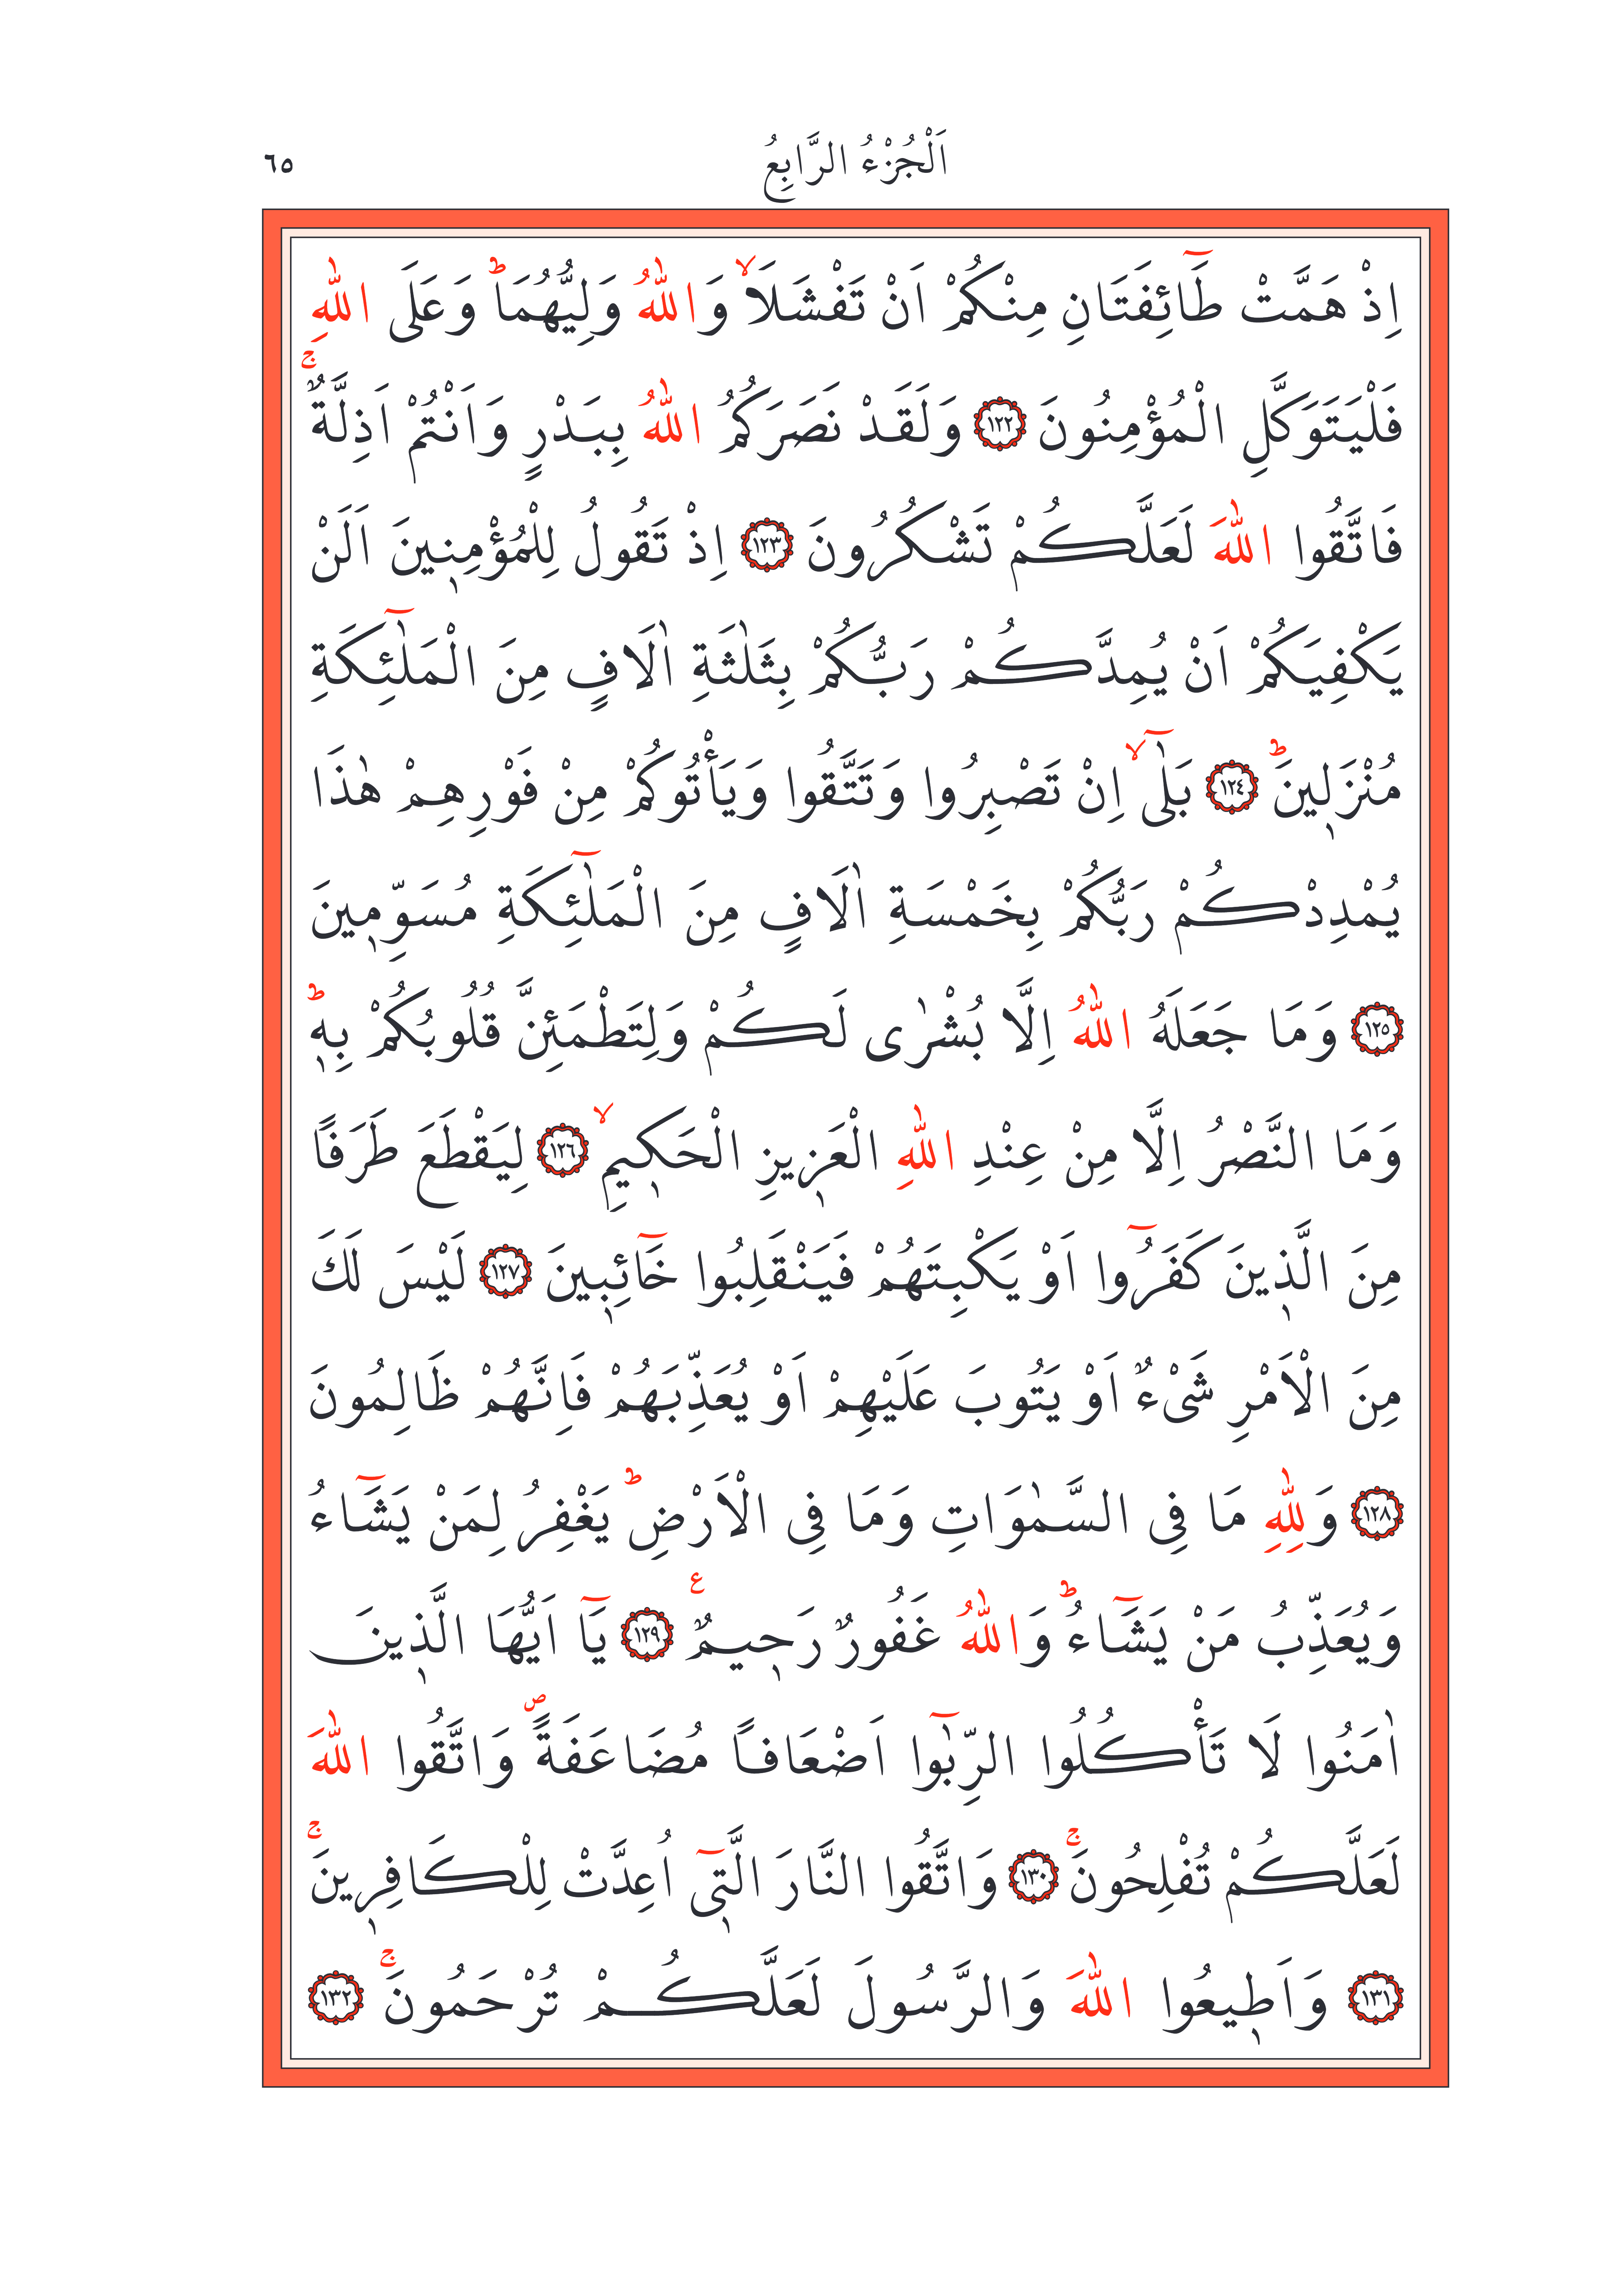 اَلْجُزْءُ الرَّابِعُ ٦٥
اِذْ هَمَّتْ طَٓائِفَتَانِ مِنْكُمْ اَنْ تَفْشَلَاۙ وَاللّٰهُ وَلِيُّهُمَاۜ وَعَلَى اللّٰهِ
فَلْيَتَوَكَّلِ الْمُؤْمِنُونَ ﴿١٢٢﴾ وَلَقَدْ نَصَرَكُمُ اللّٰهُ بِبَدْرٍ وَاَنْتُمْ اَذِلَّةٌۚ
فَاتَّقُوا اللّٰهَ لَعَلَّكُمْ تَشْكُرُونَ ﴿١٢٣﴾ اِذْ تَقُولُ لِلْمُؤْمِن۪ينَ اَلَنْ
يَكْفِيَكُمْ اَنْ يُمِدَّكُمْ رَبُّكُمْ بِثَلٰثَةِ اٰلَافٍ مِنَ الْمَلٰٓئِكَةِ
مُنْزَل۪ينَۜ ﴿١٢٤﴾ بَلٰٓىۙ اِنْ تَصْبِرُوا وَتَتَّقُوا وَيَأْتُوكُمْ مِنْ فَوْرِهِمْ هٰذَا
يُمْدِدْكُمْ رَبُّكُمْ بِخَمْسَةِ اٰلَافٍ مِنَ الْمَلٰٓئِكَةِ مُسَوِّم۪ينَ
﴿١٢٥﴾ وَمَا جَعَلَهُ اللّٰهُ اِلَّا بُشْرٰى لَكُمْ وَلِتَطْمَئِنَّ قُلُوبُكُمْ بِه۪ۜ
وَمَا النَّصْرُ اِلَّا مِنْ عِنْدِ اللّٰهِ الْعَز۪يزِ الْحَك۪يمِۙ ﴿١٢٦﴾ لِيَقْطَعَ طَرَفًا
مِنَ الَّذ۪ينَ كَفَرُٓوا اَوْ يَكْبِتَهُمْ فَيَنْقَلِبُوا خَٓائِب۪ينَ ﴿١٢٧﴾ لَيْسَ لَكَ
مِنَ الْاَمْرِ شَيْءٌ اَوْ يَتُوبَ عَلَيْهِمْ اَوْ يُعَذِّبَهُمْ فَاِنَّهُمْ ظَالِمُونَ
﴿١٢٨﴾ وَلِلّٰهِ مَا فِى السَّمٰوَاتِ وَمَا فِى الْاَرْضِۜ يَغْفِرُ لِمَنْ يَشَٓاءُ
وَيُعَذِّبُ مَنْ يَشَٓاءُۜ وَاللّٰهُ غَفُورٌ رَح۪يمٌ ع ﴿١٢٩﴾ يَٓا اَيُّهَا الَّذ۪ينَ
اٰمَنُوا لَا تَأْكُلُوا الرِّبٰٓوا اَضْعَافًا مُضَاعَفَةًۖ وَاتَّقُوا اللّٰهَ
لَعَلَّكُمْ تُفْلِحُونَۚ ﴿١٣٠﴾ وَاتَّقُوا النَّارَ الَّت۪ٓى اُعِدَّتْ لِلْكَافِر۪ينَۚ
﴿١٣١﴾ وَاَط۪يعُوا اللّٰهَ وَالرَّسُولَ لَعَلَّكُمْ تُرْحَمُونَۚ ﴿١٣٢﴾